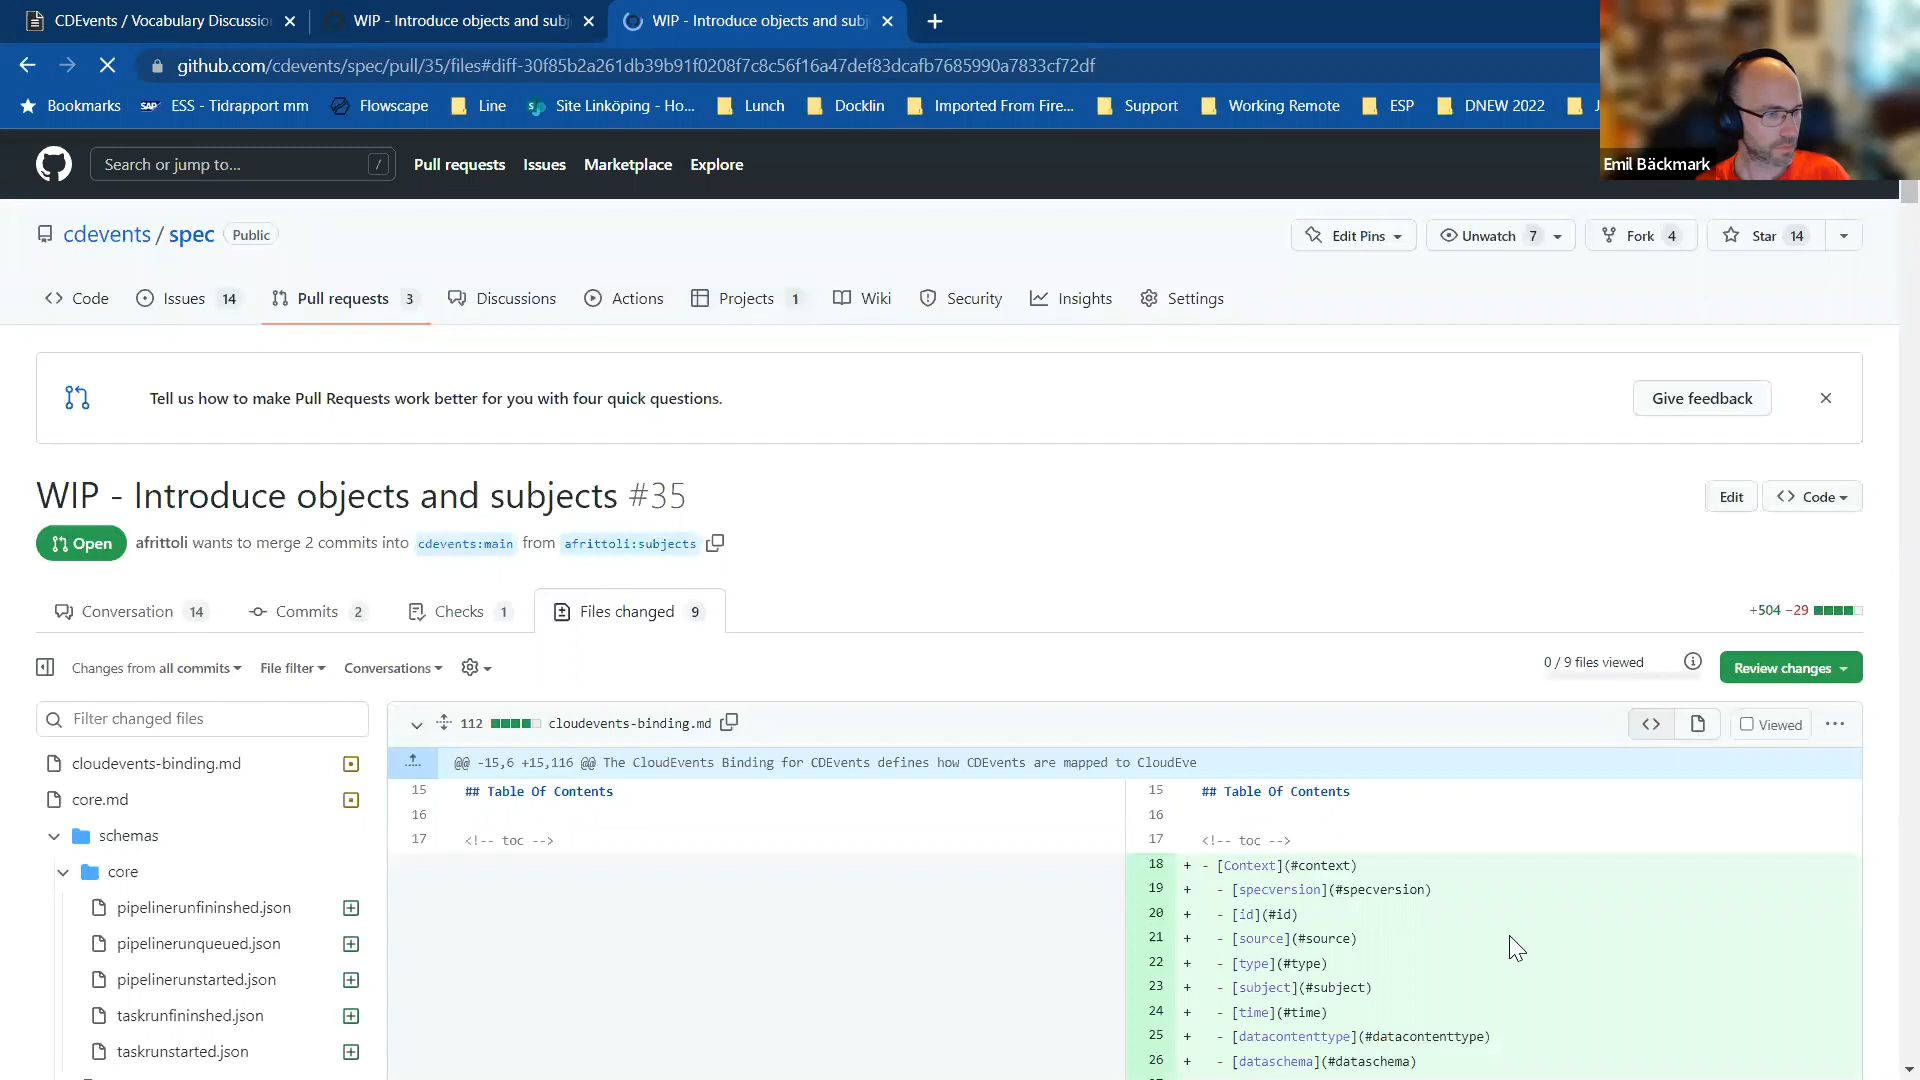 CDEvents / Vocabulary Discussio
WIP - Introduce objects and sub
WIP - Introduce objects and subj
github.com/cdevents/spec/pull/35/files#diff-30f85b2a261db39b91f0208f7c8c56f16a47def83dcafb7685990a7833cf72df
Bookmarks
SAP
ESS - Tidrapport mm
Flowscape
Line
Site Linköping - Ho...
Lunch
Docklin
Imported From Fire...
Support
Working Remote
ESP
DNEW 2022
Emil Bäckmark
Search or jump to...
/
Pull requests
Issues
Marketplace
Explore
cdevents / spec
Public
Edit Pins
Unwatch 7
Fork 4
Star 14
Code
Issues 14
Pull requests 3
Discussions
Actions
Projects 1
Wiki
Security
Insights
Settings
Tell us how to make Pull Requests work better for you with four quick questions.
Give feedback
WIP - Introduce objects and subjects #35
Edit
Code
Open
afrittoli wants to merge 2 commits into cdevents:main from afrittoli:subjects
Conversation 14
Commits 2
Checks 1
Files changed 9
+504 −29
Changes from all commits
File filter
Conversations
0 / 9 files viewed
Review changes
Filter changed files
cloudevents-binding.md
core.md
schemas
core
pipelinerunfininshed.json
pipelinerunqueued.json
pipelinerunstarted.json
taskrunfininshed.json
taskrunstarted.json
112 cloudevents-binding.md
Viewed
@@ -15,6 +15,116 @@ The CloudEvents Binding for CDEvents defines how CDEvents are mapped to CloudEve
15 ## Table Of Contents
16
17 <!-- toc -->
15 ## Table Of Contents
16
17 <!-- toc -->
18 + - [Context](#context)
19 + - [specversion](#specversion)
20 + - [id](#id)
21 + - [source](#source)
22 + - [type](#type)
23 + - [subject](#subject)
24 + - [time](#time)
25 + - [datacontenttype](#datacontenttype)
26 + - [dataschema](#dataschema)